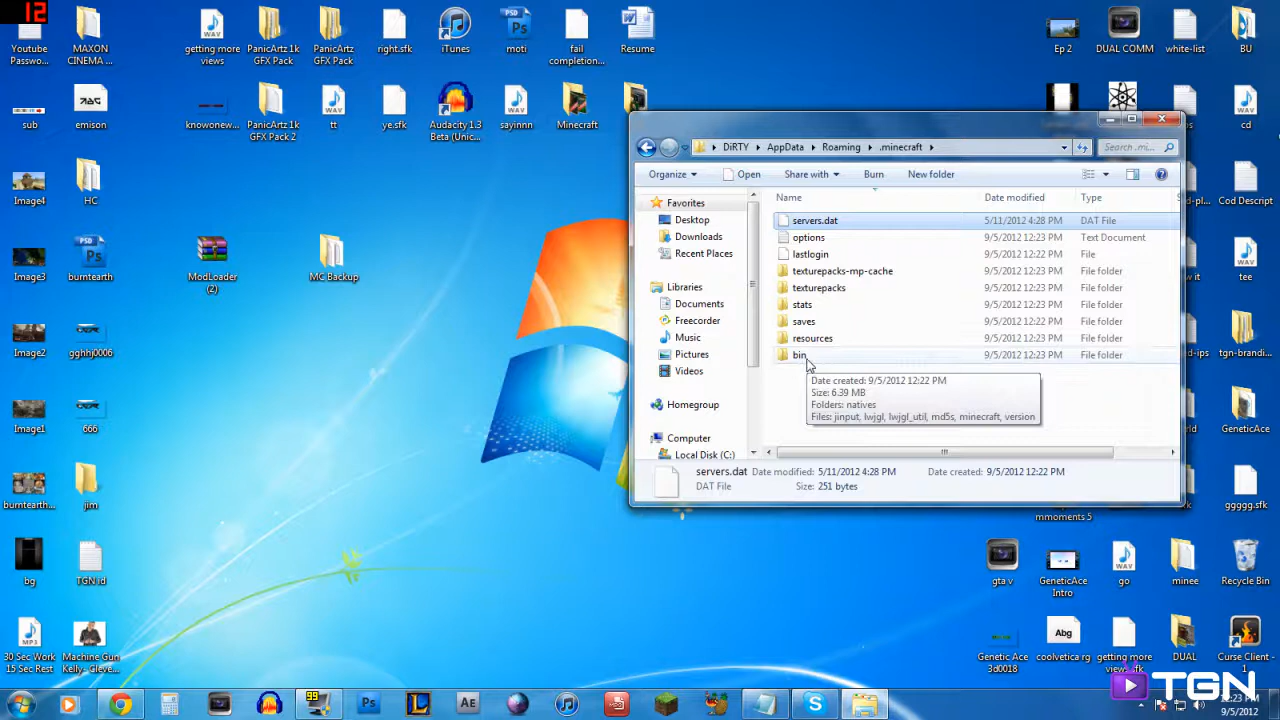 12
Youtube Passwo...
MAXON CINEMA ...
getting more views
PanicArtz 1k GFX Pack
PanicArtz 1k GFX Pack
right.sfk
iTunes
moti
fail completion...
Resume
Ep 2
DUAL COMM
white-list
BU
sub
emison
knowonew...
PanicArtz 1k GFX Pack 2
tt
ye.sfk
Audacity 1.3 Beta (Unic...
sayinnn
Minecraft
cd
Image4
HC
Cod Descript
Image3
burntearth
ModLoader (2)
MC Backup
tee
Image2
gghhj0006
tgn-brandi...
Image1
666
GeneticAce
burntearth...
jim
ggggg.sfk
mmoments 5
bg
TGN id
gta v
GeneticAce Intro
go
minee
Recycle Bin
30 Sec Work 15 Sec Rest
Machine Gun Kelly- Cleve...
Genetic Ace 3d0018
Abg
coolvetica rg
getting more views.sfk
DUAL
Curse Client - 1
DiRTY
AppData
Roaming
.minecraft
Search .mi...
Organize
Open
Share with
Burn
New folder
Favorites
Desktop
Downloads
Recent Places
Libraries
Documents
Freecorder
Music
Pictures
Videos
Homegroup
Computer
Local Disk (C:)
Name Date modified Type
servers.dat 5/11/2012 4:28 PM DAT File
options 9/5/2012 12:23 PM Text Document
lastlogin 9/5/2012 12:22 PM File
texturepacks-mp-cache 9/5/2012 12:23 PM File folder
texturepacks 9/5/2012 12:23 PM File folder
stats 9/5/2012 12:23 PM File folder
saves 9/5/2012 12:22 PM File folder
resources 9/5/2012 12:23 PM File folder
bin 9/5/2012 12:23 PM File folder
Date created: 9/5/2012 12:22 PM
Size: 6.39 MB
Folders: natives
Files: jinput, lwjgl, lwjgl_util, md5s, minecraft, version
servers.dat Date modified: 5/11/2012 4:28 PM Date created: 9/5/2012 12:22 PM
DAT File Size: 251 bytes
99
Ps
Ae
TGN
12:23 PM
9/5/2012